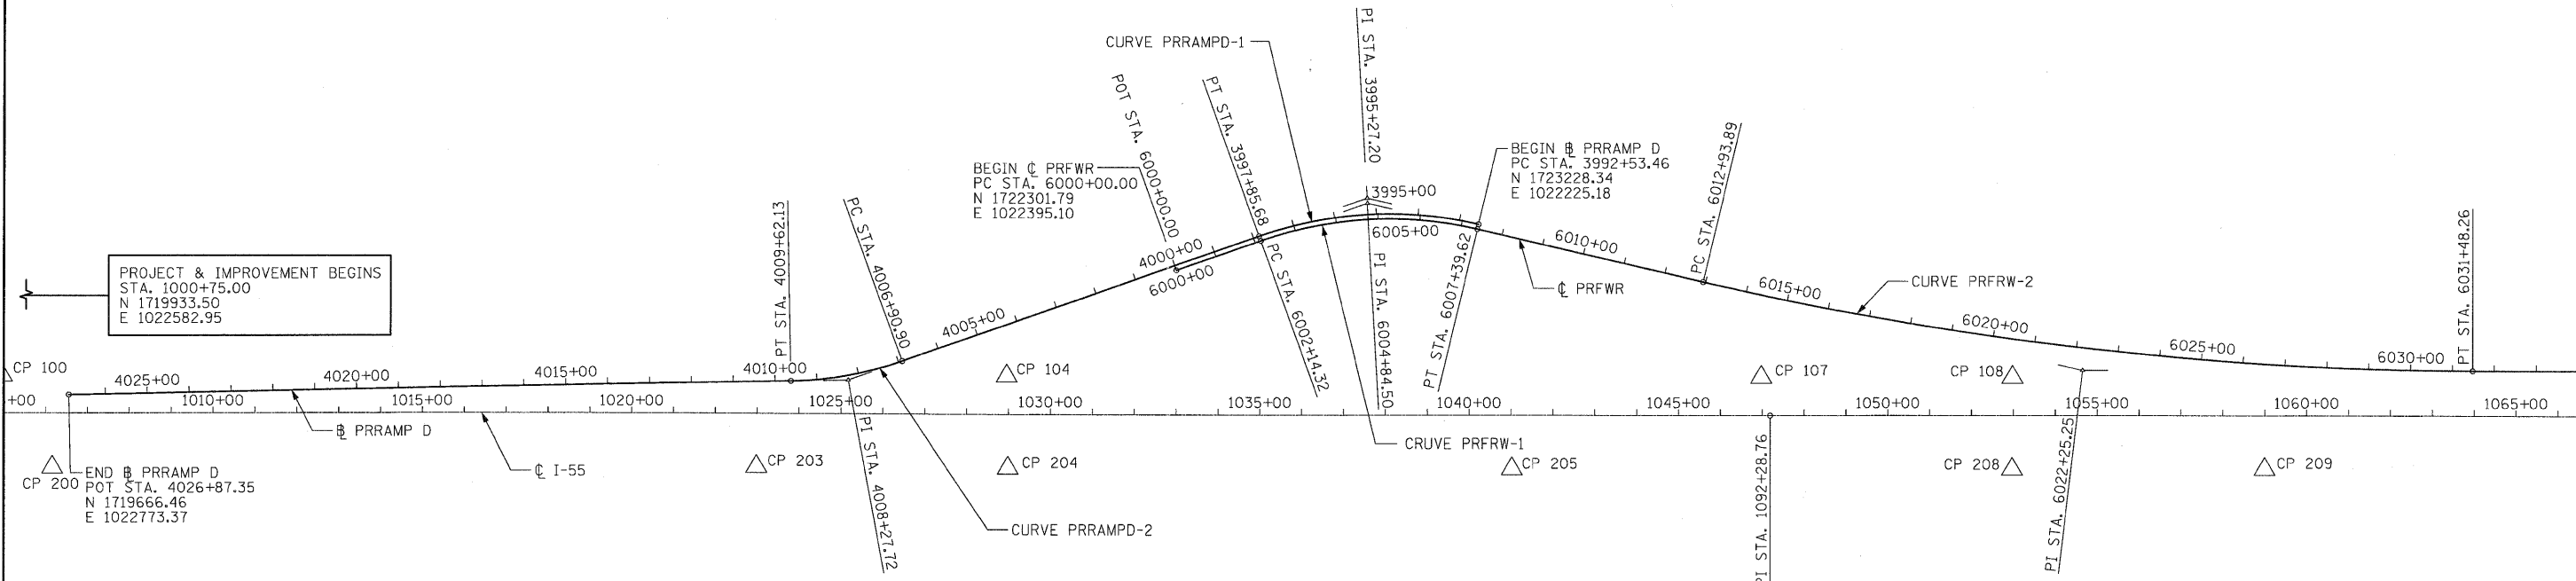 PROJECT & IMPROVEMENT BEGINS
STA. 1000+75.00
N 1719933.50
E 1022582.95
CP 100
+00
4025+00
4020+00
4015+00
4010+00
4005+00
4000+00
3995+00
6000+00
6005+00
6010+00
6015+00
6020+00
6025+00
6030+00
1010+00
1015+00
1020+00
1025+00
1030+00
1035+00
1040+00
1045+00
1050+00
1055+00
1060+00
1065+00
CP 200
END ℄ PRRAMP D
POT STA. 4026+87.35
N 1719666.46
E 1022773.37
℄ PRRAMP D
℄ I-55
PT STA. 4009+62.13
PC STA. 4006+90.90
PI STA. 4008+27.72
CURVE PRRAMPD-2
CP 203
CP 104
CP 204
BEGIN ℄ PRFWR
PC STA. 6000+00.00
N 1722301.79
E 1022395.10
POT STA. 6000+00.00
PT STA. 3997+85.68
CURVE PRRAMPD-1
PI STA. 3995+27.20
PC STA. 6002+14.32
PI STA. 6004+84.50
CRUVE PRFRW-1
PT STA. 6007+39.62
BEGIN ℄ PRRAMP D
PC STA. 3992+53.46
N 1723228.34
E 1022225.18
℄ PRFWR
PC STA. 6012+93.89
CURVE PRFRW-2
CP 205
CP 107
CP 108
CP 208
CP 209
PI STA. 1092+28.76
PI STA. 6022+25.25
PT STA. 6031+48.26